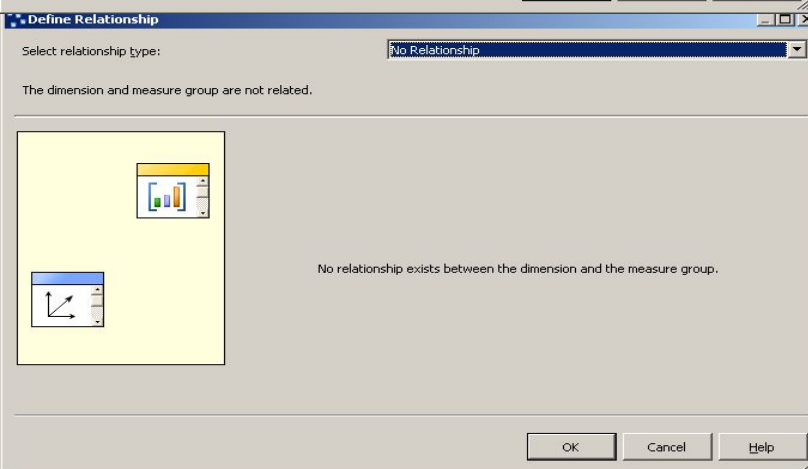 Define Relationship
Select relationship type: No Relationship
The dimension and measure group are not related.
No relationship exists between the dimension and the measure group.
OK Cancel Help